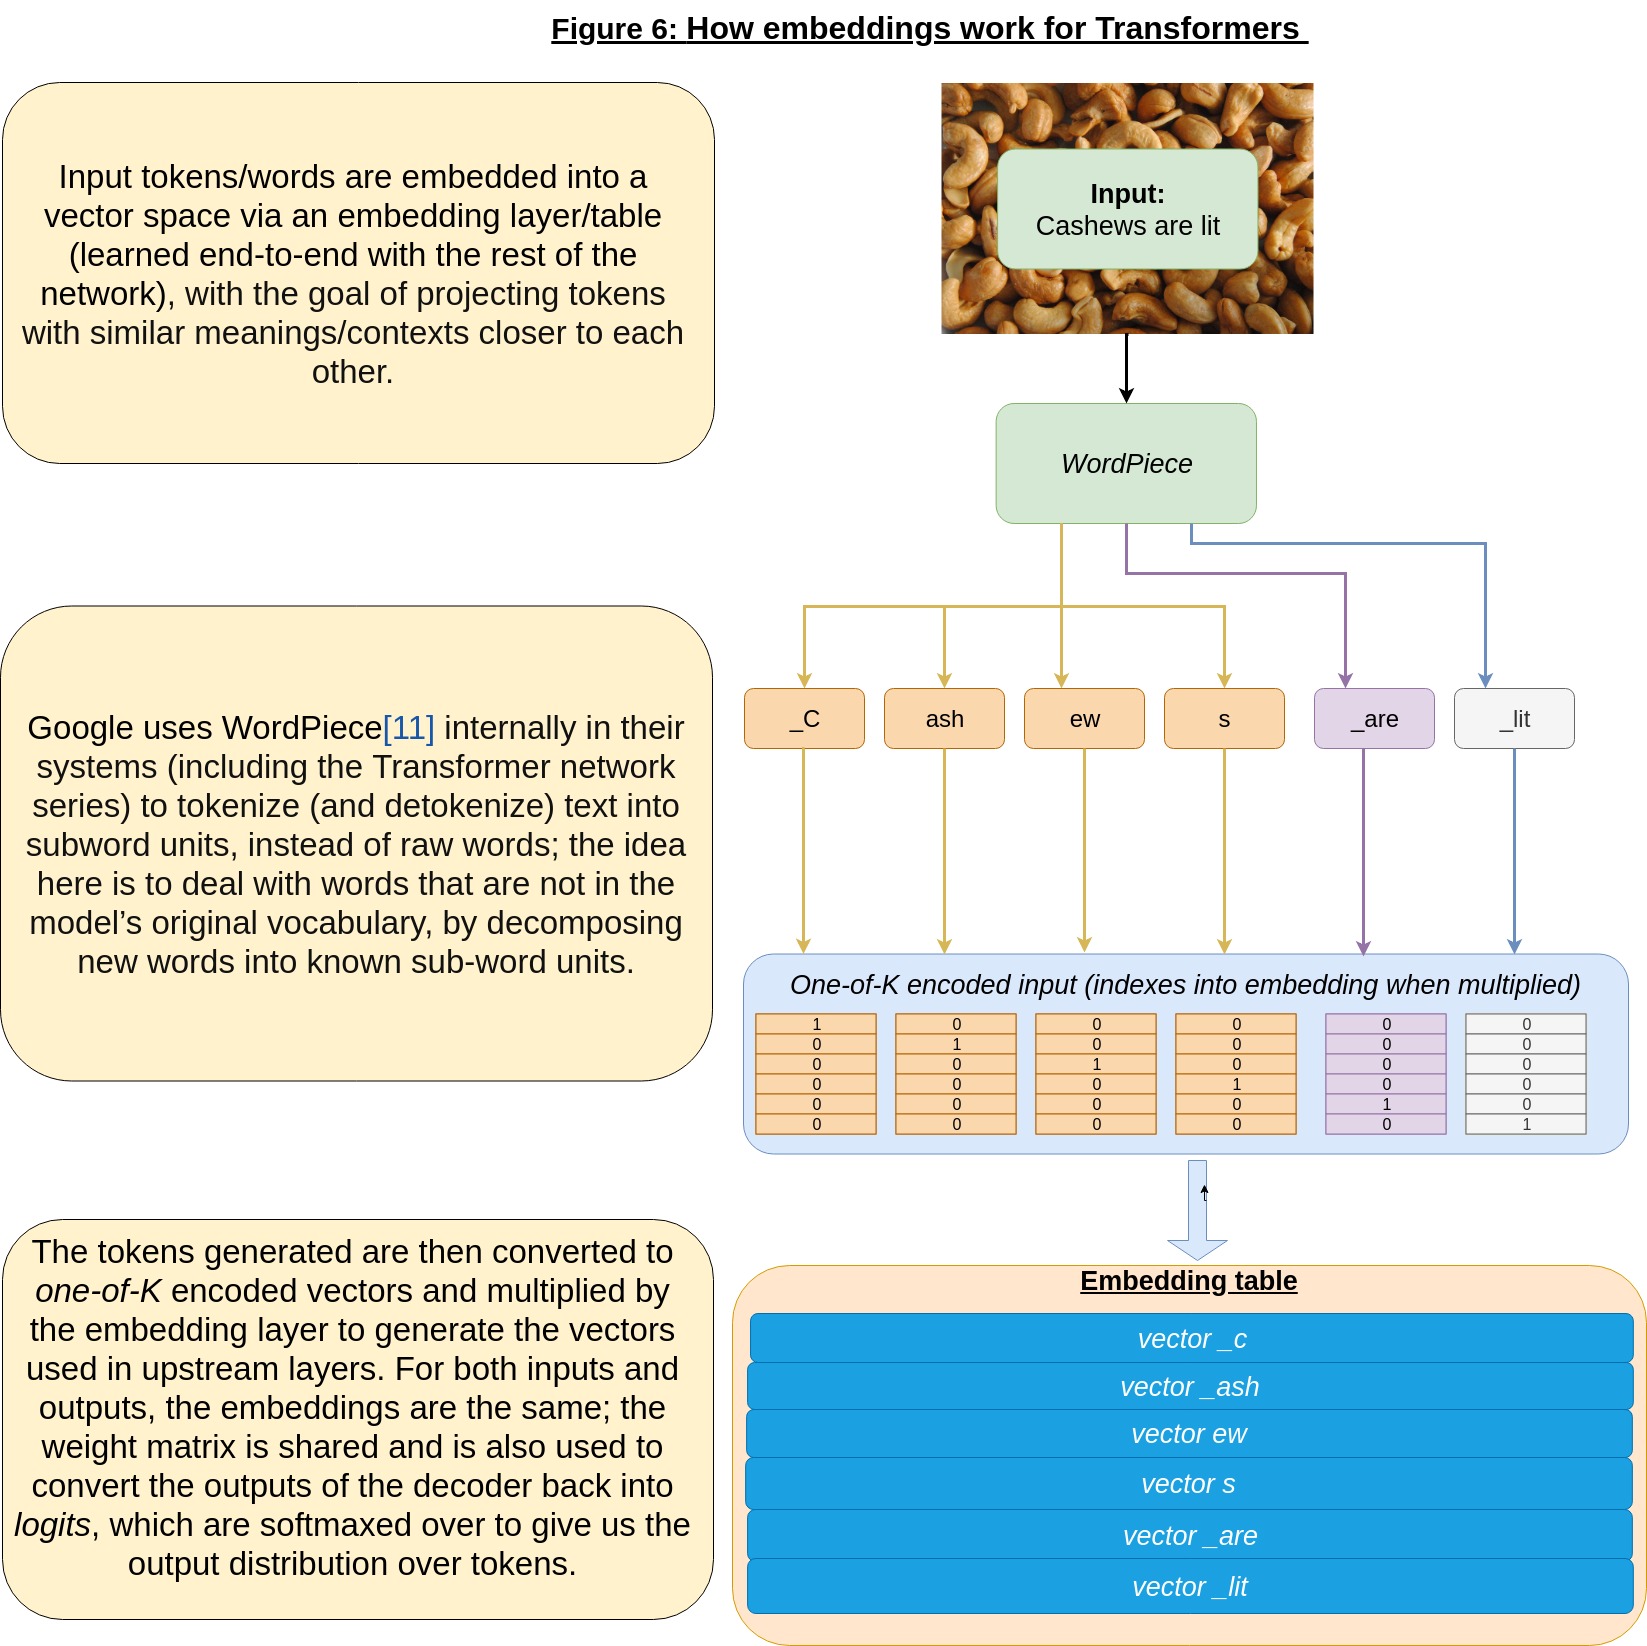 Figure 6: How embeddings work for Transformers
Input tokens/words are embedded into a
vector space via an embedding layer/table
(learned end-to-end with the rest of the
network), with the goal of projecting tokens
with similar meanings/contexts closer to each
other.
Input:
Cashews are lit
WordPiece
Google uses WordPiece[11] internally in their
systems (including the Transformer network
series) to tokenize (and detokenize) text into
subword units, instead of raw words; the idea
here is to deal with words that are not in the
model’s original vocabulary, by decomposing
new words into known sub-word units.
_C ash ew s _are _lit
One-of-K encoded input (indexes into embedding when multiplied)
1 0 0 0 0 0
0 1 0 0 0 0
0 0 1 0 0 0
0 0 0 1 0 0
0 0 0 0 1 0
0 0 0 0 0 1
The tokens generated are then converted to
one-of-K encoded vectors and multiplied by
the embedding layer to generate the vectors
used in upstream layers. For both inputs and
outputs, the embeddings are the same; the
weight matrix is shared and is also used to
convert the outputs of the decoder back into
logits, which are softmaxed over to give us the
output distribution over tokens.
Embedding table
vector _c
vector _ash
vector ew
vector s
vector _are
vector _lit